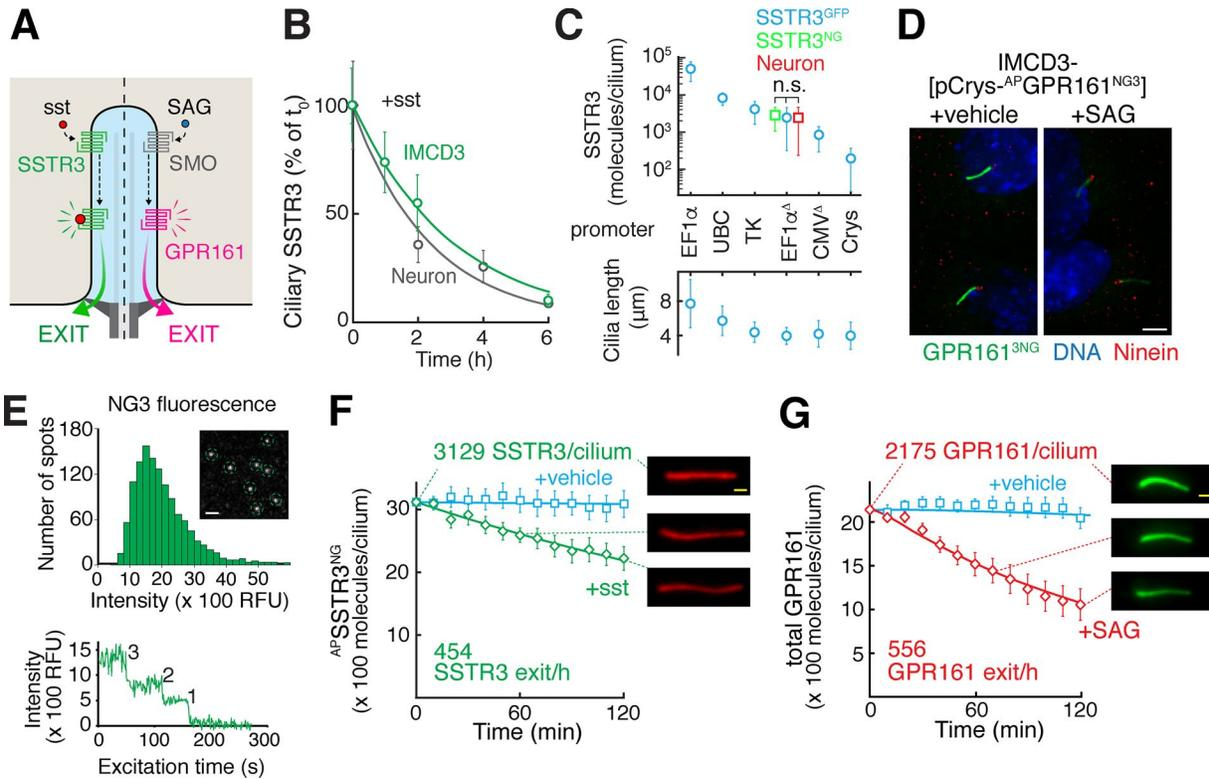 A
sst
SAG
SSTR3
SMO
GPR161
EXIT
EXIT
B
Ciliary SSTR3 (% of t0)
100
50
0
+sst
IMCD3
Neuron
0 2 4 6
Time (h)
C
SSTR3GFP
SSTR3NG
Neuron
n.s.
SSTR3
(molecules/cilium)
105
104
103
102
promoter
EF1α
UBC
TK
EF1αΔ
CMVΔ
Crys
Cilia length
(μm)
8
4
D
IMCD3-
[pCrys-APGPR161NG3]
+vehicle +SAG
GPR1613NG DNA Ninein
E
NG3 fluorescence
Number of spots
180
120
60
0
0 10 20 30 40 50
Intensity (x 100 RFU)
Intensity
(x 100 RFU)
15
10
5
0
3
2
1
0 100 200 300
Excitation time (s)
F
3129 SSTR3/cilium
+vehicle
+sst
APSSTR3NG
(x 100 molecules/cilium)
30
20
10
454
SSTR3 exit/h
0 60 120
Time (min)
G
2175 GPR161/cilium
+vehicle
+SAG
total GPR161
(x 100 molecules/cilium)
20
15
10
5
556
GPR161 exit/h
0 60 120
Time (min)